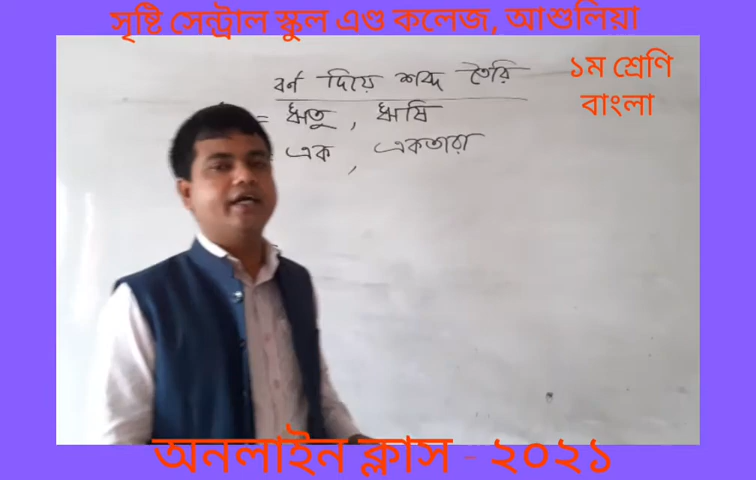 সৃষ্টি সেন্ট্রাল স্কুল এণ্ড কলেজ, আশুলিয়া
১ম শ্রেণি
বাংলা
বর্ণ দিয়ে শব্দ তৈরি
= ঋতু, ঋষি
এক, একতারা
অনলাইন ক্লাস - ২০২১